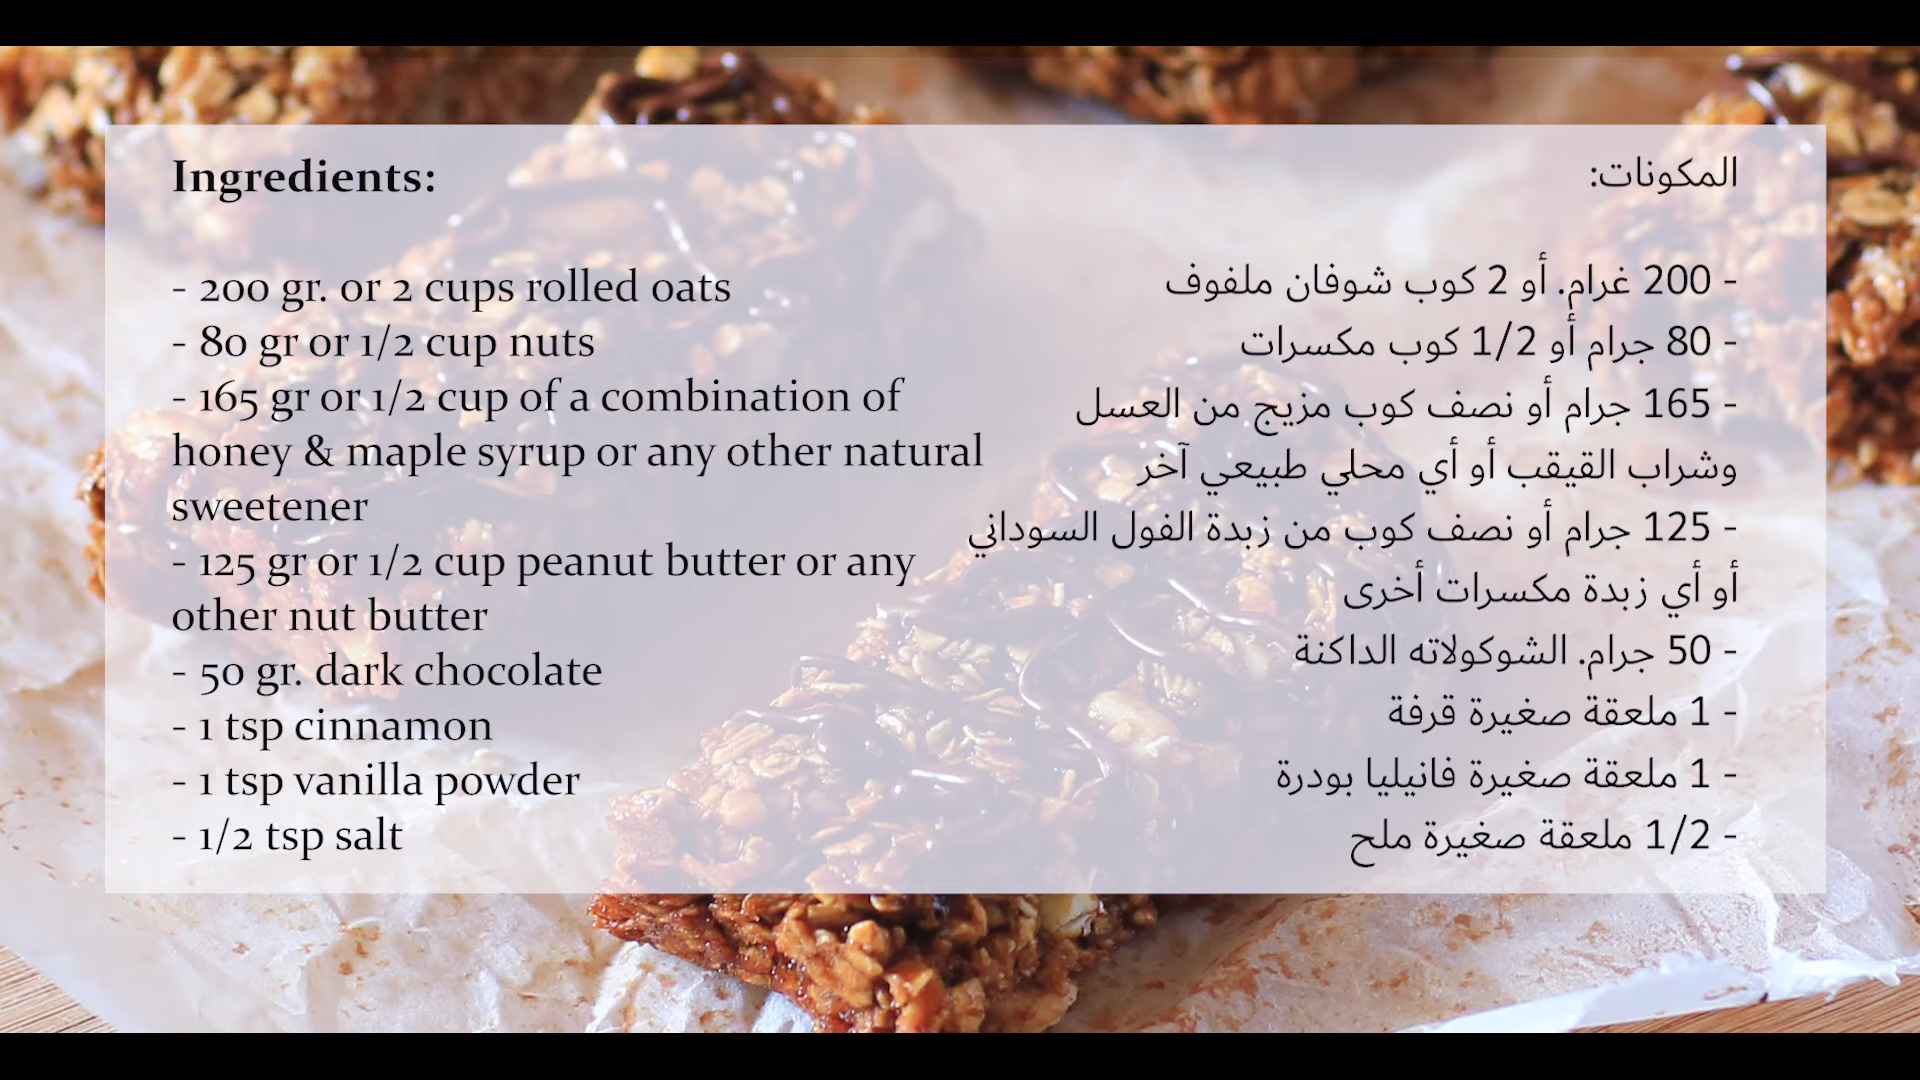 Ingredients:
- 200 gr. or 2 cups rolled oats
- 80 gr or 1/2 cup nuts
- 165 gr or 1/2 cup of a combination of
honey & maple syrup or any other natural
sweetener
- 125 gr or 1/2 cup peanut butter or any
other nut butter
- 50 gr. dark chocolate
- 1 tsp cinnamon
- 1 tsp vanilla powder
- 1/2 tsp salt
المكونات:
- 200 غرام. أو 2 كوب شوفان ملفوف
- 80 جرام أو 1/2 كوب مكسرات
- 165 جرام أو نصف كوب مزيج من العسل
وشراب القيقب أو أي محلي طبيعي آخر
- 125 جرام أو نصف كوب من زبدة الفول السوداني
أو أي زبدة مكسرات أخرى
- 50 جرام. الشوكولاته الداكنة
- 1 ملعقة صغيرة قرفة
- 1 ملعقة صغيرة فانيليا بودرة
- 1/2 ملعقة صغيرة ملح